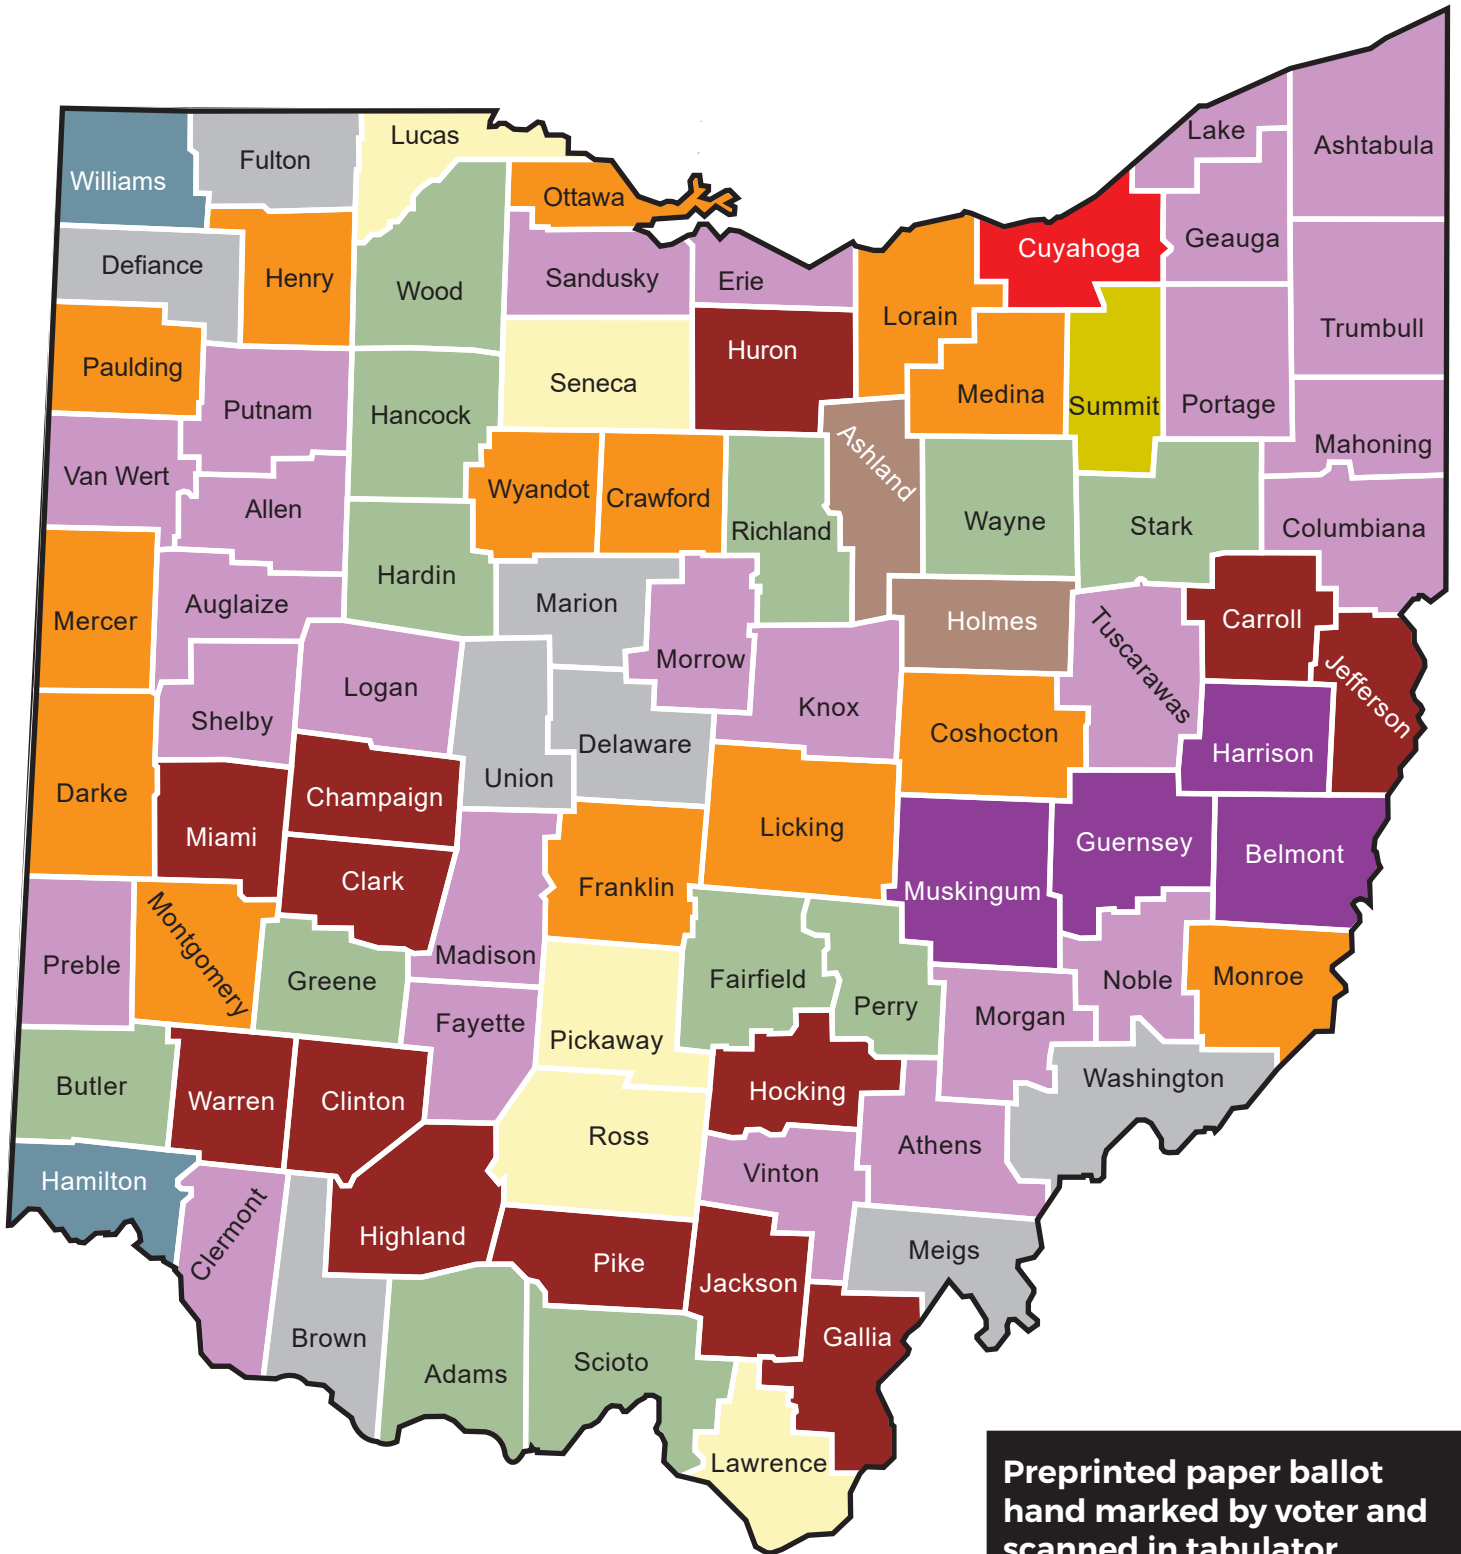 Lucas
Lake
Ashtabula
Fulton
Williams
Ottawa
Geauga
Cuyahoga
Defiance
Henry
Sandusky
Erie
Wood
Lorain
Trumbull
Huron
Paulding
Seneca
Medina
Summit
Portage
Putnam
Hancock
Mahoning
Ashland
Van Wert
Wyandot
Crawford
Allen
Richland
Wayne
Stark
Columbiana
Hardin
Marion
Auglaize
Mercer
Holmes
Carroll
Tuscarawas
Morrow
Jefferson
Logan
Knox
Shelby
Coshocton
Delaware
Harrison
Union
Darke
Champaign
Licking
Miami
Guernsey
Belmont
Clark
Franklin
Muskingum
Montgomery
Madison
Preble
Greene
Fairfield
Noble
Monroe
Perry
Fayette
Morgan
Pickaway
Butler
Washington
Warren
Clinton
Hocking
Ross
Athens
Vinton
Hamilton
Clermont
Highland
Meigs
Pike
Jackson
Brown
Gallia
Scioto
Adams
Lawrence
Preprinted paper ballot
hand marked by voter and
scanned in tabulator